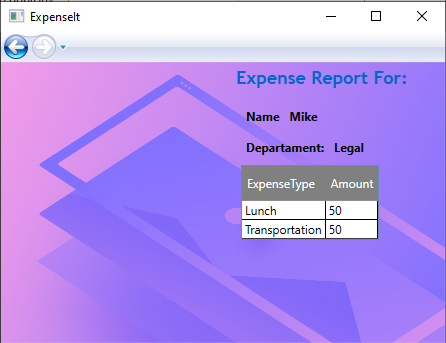 ExpenseIt
Expense Report For:
Name Mike
Departament: Legal
ExpenseType Amount
Lunch 50
Transportation 50